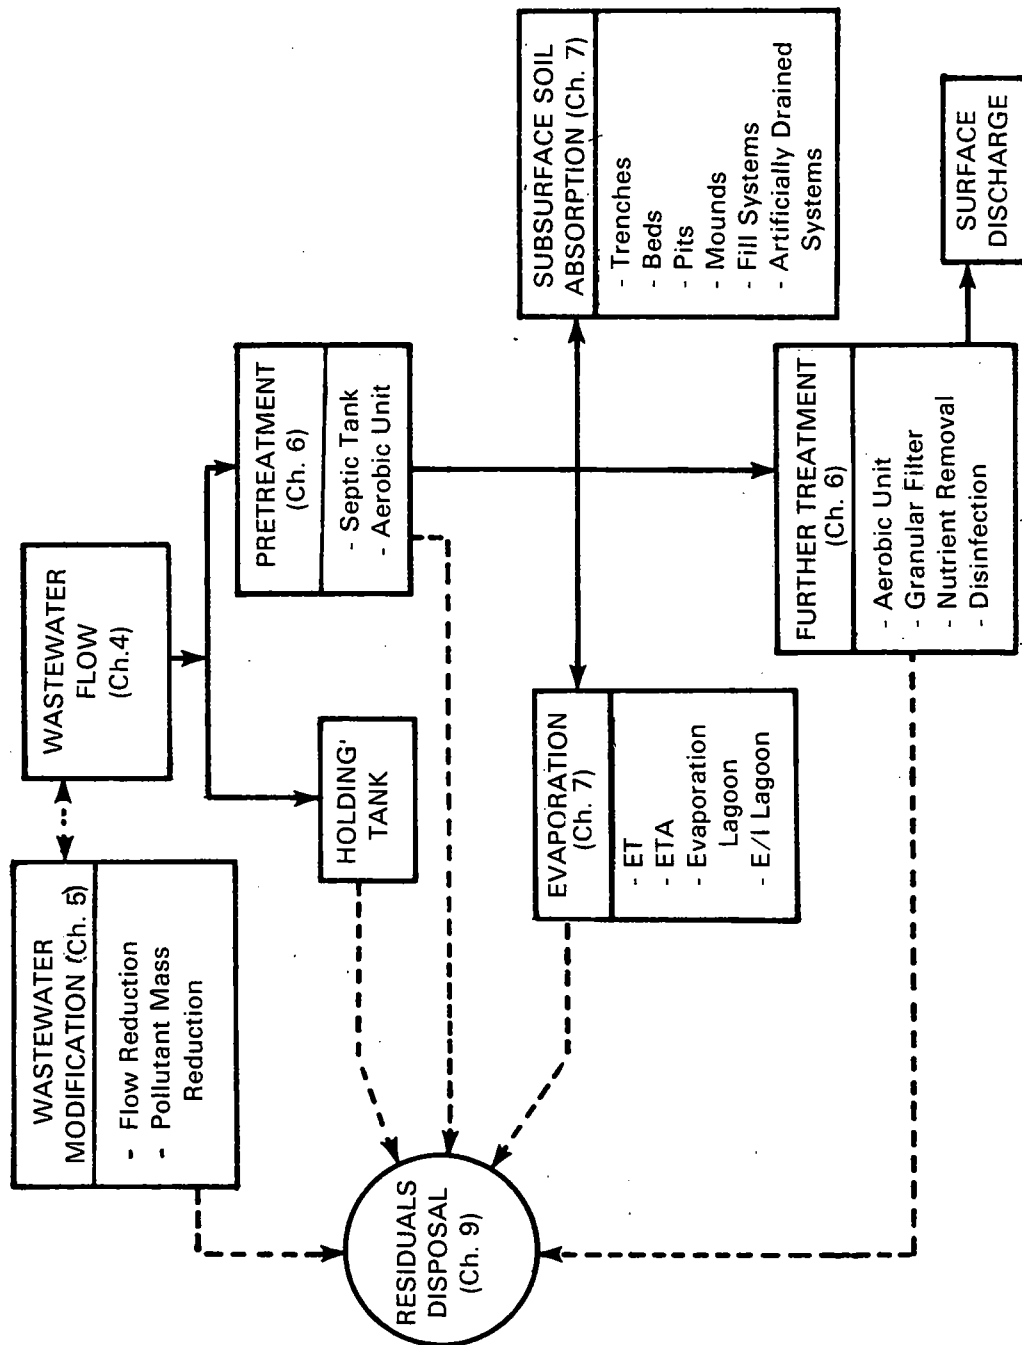 WASTEWATER
MODIFICATION (Ch. 5)
- Flow Reduction
- Pollutant Mass
Reduction
WASTEWATER
FLOW
(Ch.4)
HOLDING'
TANK
PRETREATMENT
(Ch. 6)
- Septic Tank
- Aerobic Unit
RESIDUALS
DISPOSAL
(Ch. 9)
EVAPORATION
(Ch. 7)
- ET
- ETA
- Evaporation
Lagoon
- E/I Lagoon
SUBSURFACE SOIL
ABSORPTION (Ch. 7)
- Trenches
- Beds
- Pits
- Mounds
- Fill Systems
- Artificially Drained
Systems
FURTHER TREATMENT
(Ch. 6)
- Aerobic Unit
- Granular Filter
- Nutrient Removal
- Disinfection
SURFACE
DISCHARGE